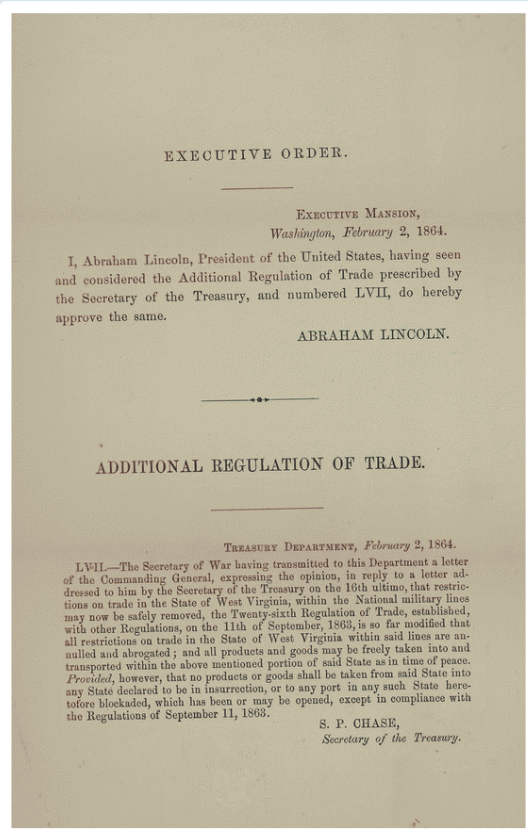 EXECUTIVE ORDER.
EXECUTIVE MANSION,
Washington, February 2, 1864.
I, Abraham Lincoln, President of the United States, having seen
and considered the Additional Regulation of Trade prescribed by
the Secretary of the Treasury, and numbered LVII, do hereby
approve the same.
ABRAHAM LINCOLN.
ADDITIONAL REGULATION OF TRADE.
TREASURY DEPARTMENT, February 2, 1864.
LVII.—The Secretary of War having transmitted to this Department a letter
of the Commanding General, expressing the opinion, in reply to a letter ad-
dressed to him by the Secretary of the Treasury on the 16th ultimo, that restric-
tions on trade in the State of West Virginia, within the National military lines
may now be safely removed, the Twenty-sixth Regulation of Trade, established,
with other Regulations, on the 11th of September, 1863, is so far modified that
all restrictions on trade in the State of West Virginia within said lines are an-
nulled and abrogated; and all products and goods may be freely taken into and
transported within the above mentioned portion of said State as in time of peace.
Provided, however, that no products or goods shall be taken from said State into
any State declared to be in insurrection, or to any port in any such State here-
tofore blockaded, which has been or may be opened, except in compliance with
the Regulations of September 11, 1863.
S. P. CHASE,
Secretary of the Treasury.